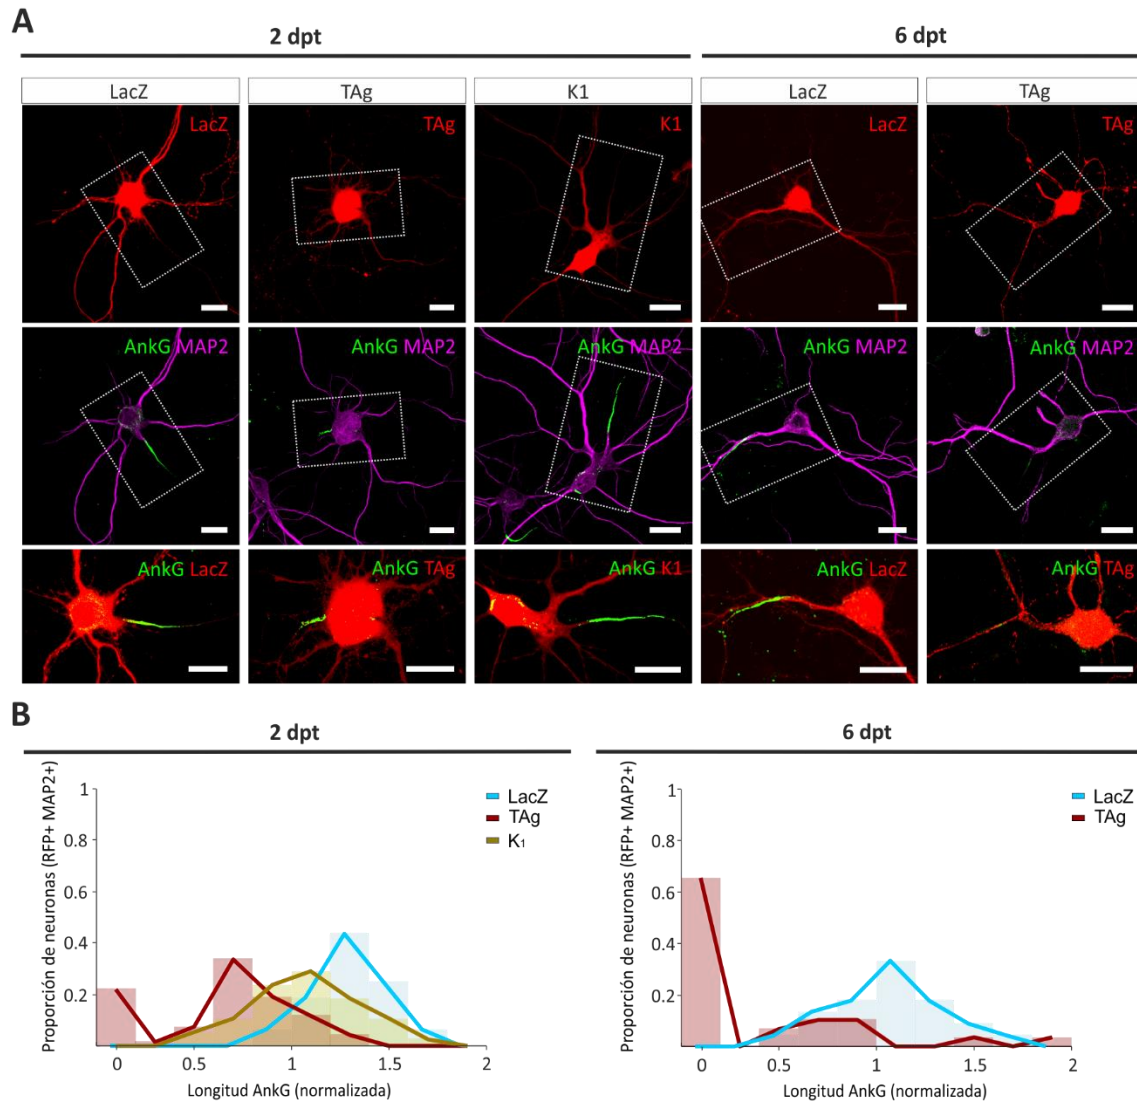 A
2 dpt
6 dpt
LacZ
TAg
K1
LacZ
TAg
LacZ
TAg
K1
LacZ
TAg
AnkG MAP2
AnkG MAP2
AnkG MAP2
AnkG MAP2
AnkG MAP2
AnkG LacZ
AnkG TAg
AnkG K1
AnkG LacZ
AnkG TAg
B
2 dpt
Proporción de neuronas (RFP+ MAP2+)
1
0.8
0.6
0.4
0.2
0
0.5
1
1.5
2
Longitud AnkG (normalizada)
LacZ
TAg
K₁
6 dpt
Proporción de neuronas (RFP+ MAP2+)
1
0.8
0.6
0.4
0.2
0
0.5
1
1.5
2
Longitud AnkG (normalizada)
LacZ
TAg